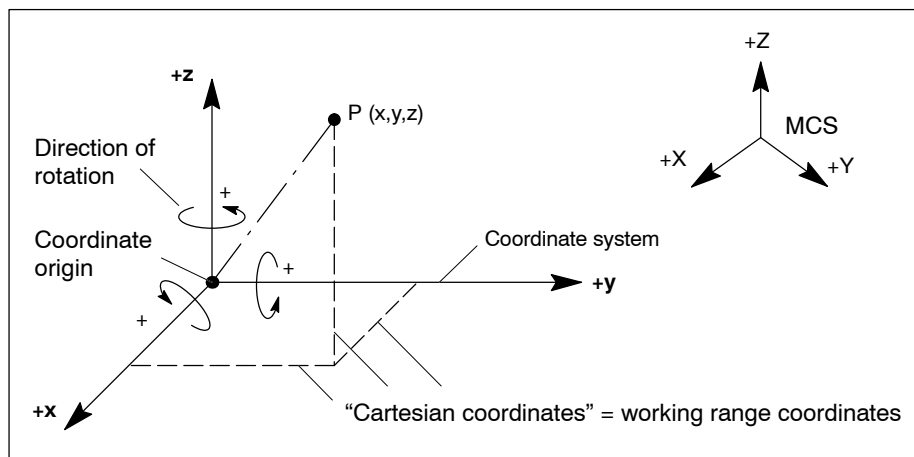 +z
P (x,y,z)
Direction of
rotation
+
Coordinate
origin
+
+
Coordinate system
+y
+x
“Cartesian coordinates” = working range coordinates
+Z
MCS
+X
+Y